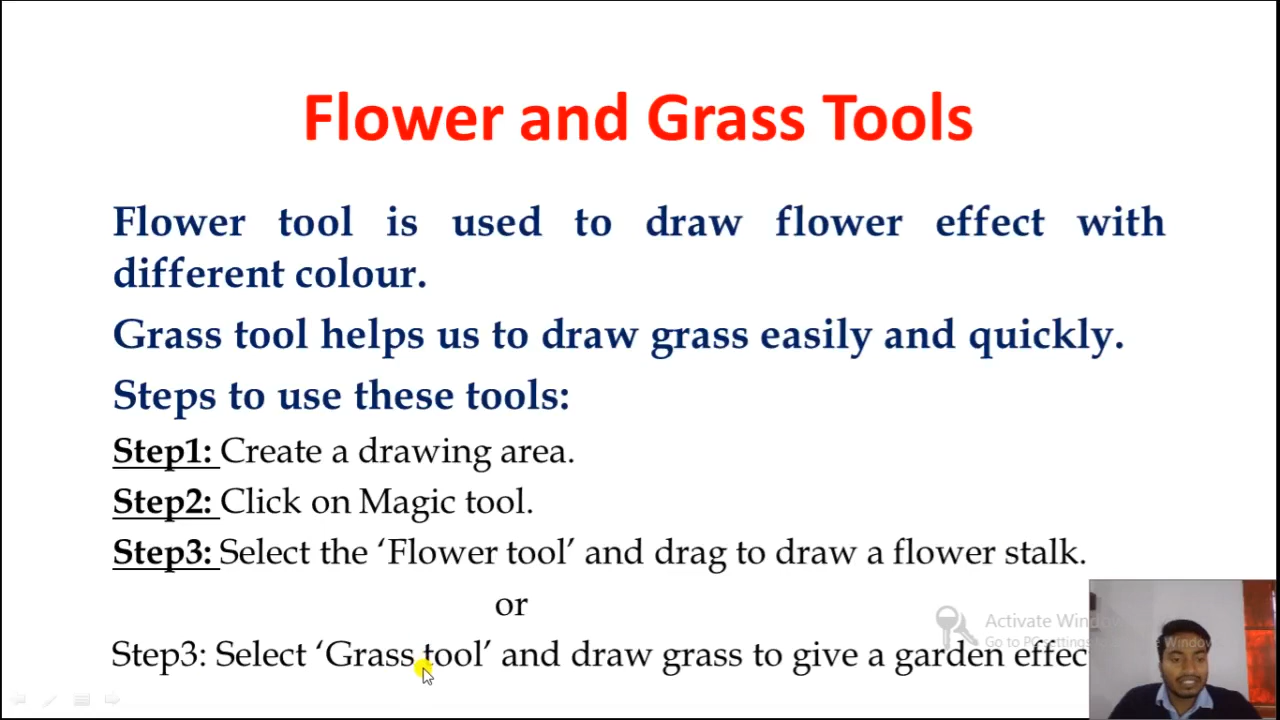 Flower and Grass Tools
Flower tool is used to draw flower effect with
different colour.
Grass tool helps us to draw grass easily and quickly.
Steps to use these tools:
Step1: Create a drawing area.
Step2: Click on Magic tool.
Step3: Select the ‘Flower tool’ and drag to draw a flower stalk.
or
Activate Windo
Go to PC settings
Windows
Step3: Select ‘Grass tool’ and draw grass to give a garden effec